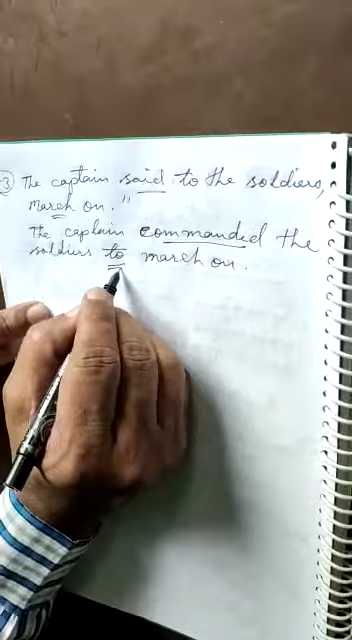 3 The captain said to the soldiers,
march on."
The captain commanded the
soldiers to march on.